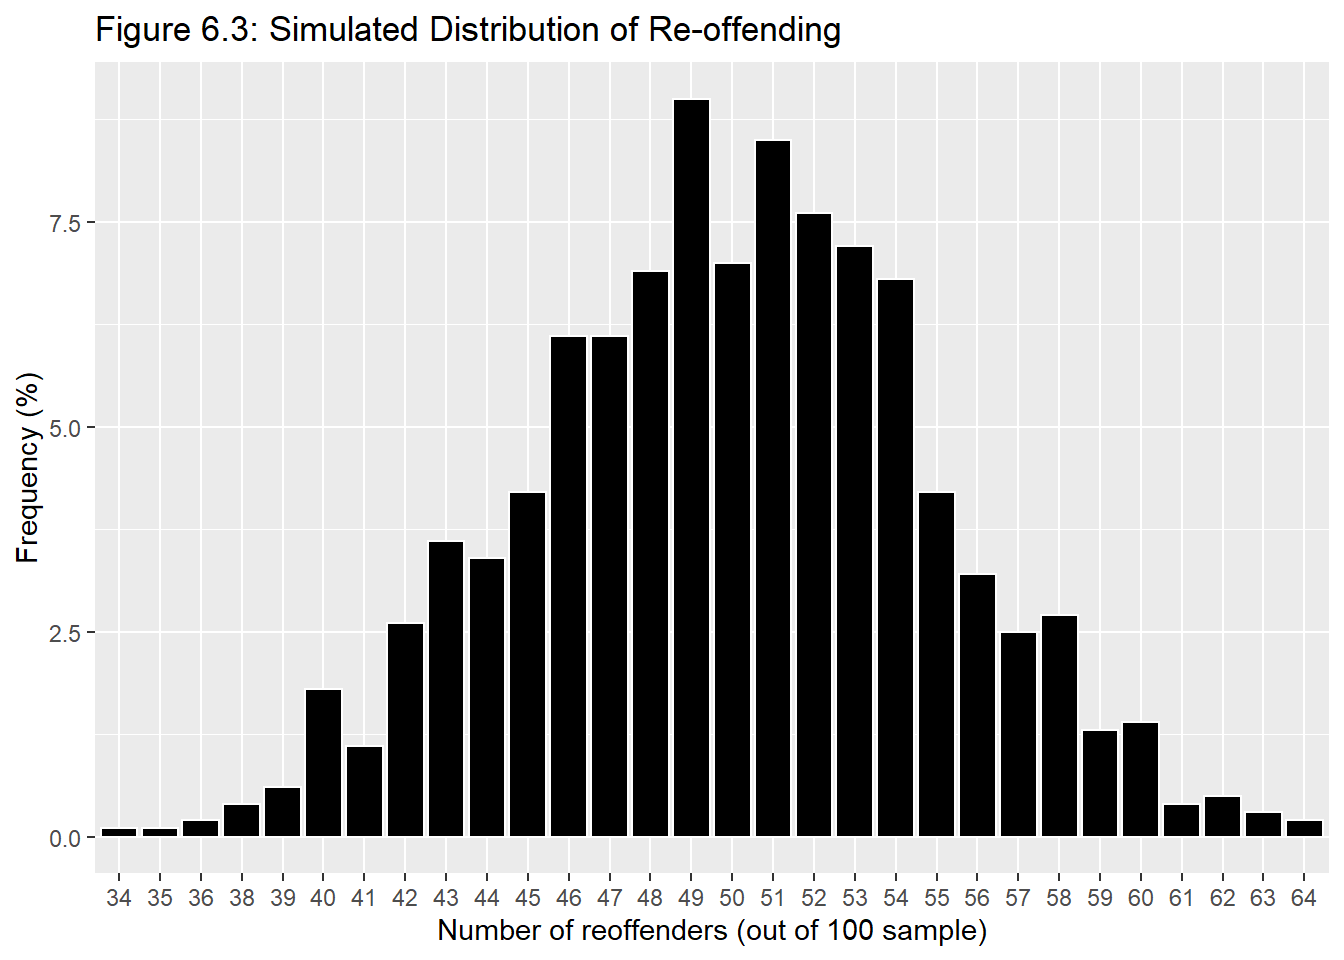 Figure 6.3: Simulated Distribution of Re-offending
Frequency (%)
7.5
5.0
2.5
0.0
34 35 36 38 39 40 41 42 43 44 45 46 47 48 49 50 51 52 53 54 55 56 57 58 59 60 61 62 63 64
Number of reoffenders (out of 100 sample)